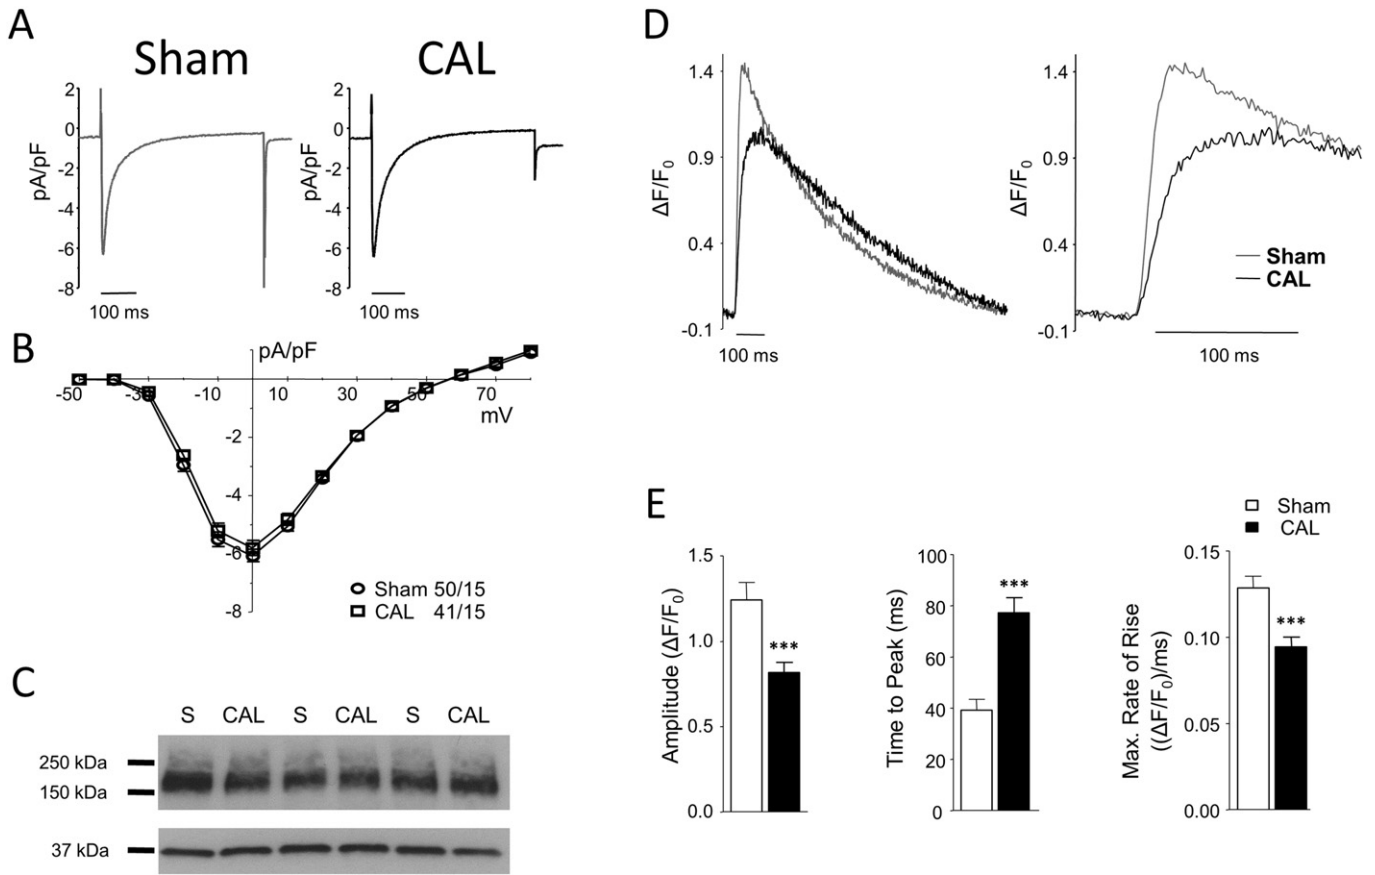 A
Sham
CAL
2
0
-2
-4
-6
-8
pA/pF
100 ms
2
0
-2
-4
-6
-8
pA/pF
100 ms
B
pA/pF
-50
-10
10
30
50
70
mV
-2
-4
-6
-8
Sham 50/15
CAL 41/15
C
S CAL S CAL S CAL
250 kDa
150 kDa
37 kDa
D
1.4
0.9
0.4
-0.1
ΔF/F0
100 ms
1.4
0.9
0.4
-0.1
ΔF/F0
Sham
CAL
100 ms
E
Sham
CAL
1.5
1.0
0.5
0.0
Amplitude (ΔF/F0)
***
100
80
60
40
20
0
Time to Peak (ms)
***
0.15
0.10
0.05
0.00
Max. Rate of Rise
((ΔF/F0)/ms)
***